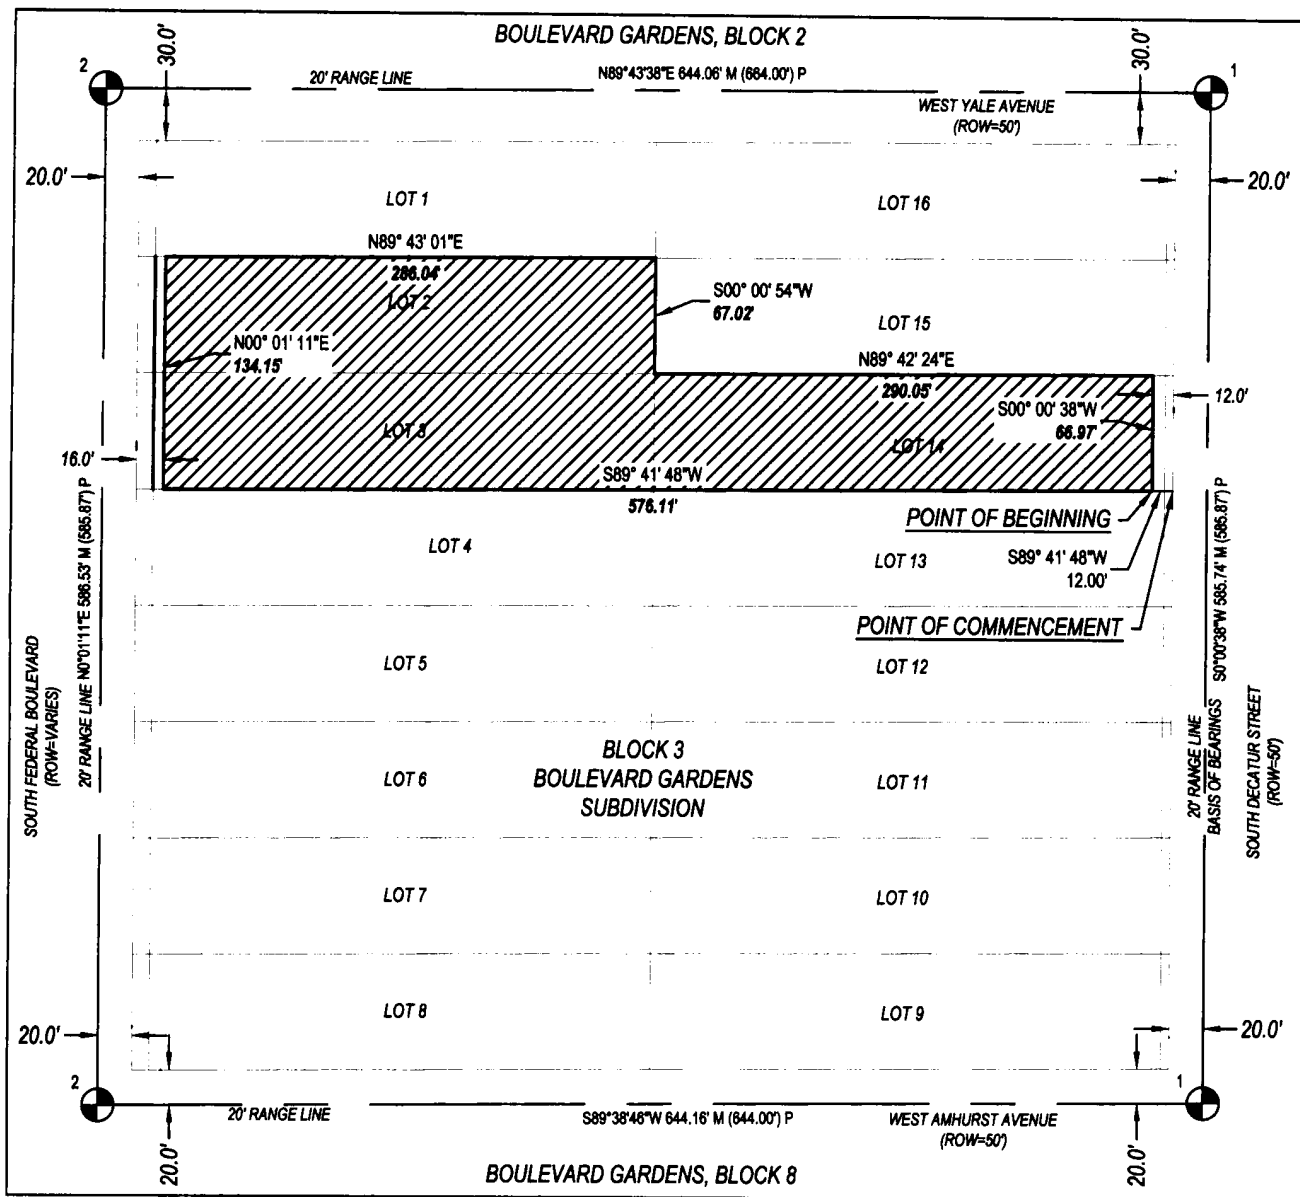 BOULEVARD GARDENS, BLOCK 2
30.0'
30.0'
2
1
20' RANGE LINE
N89°43'38"E 644.06' M (664.00') P
WEST YALE AVENUE
(ROW=50')
20.0'
20.0'
LOT 1
LOT 16
N89° 43' 01"E
286.04'
LOT 2
S00° 00' 54"W
67.02'
LOT 15
N00° 01' 11"E
134.15'
N89° 42' 24"E
290.05'
12.0'
S00° 00' 38"W
66.97'
LOT 3
LOT 14
16.0'
S89° 41' 48"W
576.11'
POINT OF BEGINNING
LOT 4
LOT 13
S89° 41' 48"W
12.00'
POINT OF COMMENCEMENT
LOT 5
LOT 12
SOUTH FEDERAL BOULEVARD
(ROW=VARIES)
20' RANGE LINE N0°01'11"E 586.53' M (585.87') P
20' RANGE LINE
BASIS OF BEARINGS S0°00'38"W 585.74' M (585.87') P
SOUTH DECATUR STREET
(ROW=50')
BLOCK 3
BOULEVARD GARDENS
SUBDIVISION
LOT 6
LOT 11
LOT 7
LOT 10
LOT 8
LOT 9
20.0'
20.0'
2
1
20' RANGE LINE
S89°38'46"W 644.16' M (644.00') P
WEST AMHURST AVENUE
(ROW=50')
20.0'
20.0'
BOULEVARD GARDENS, BLOCK 8